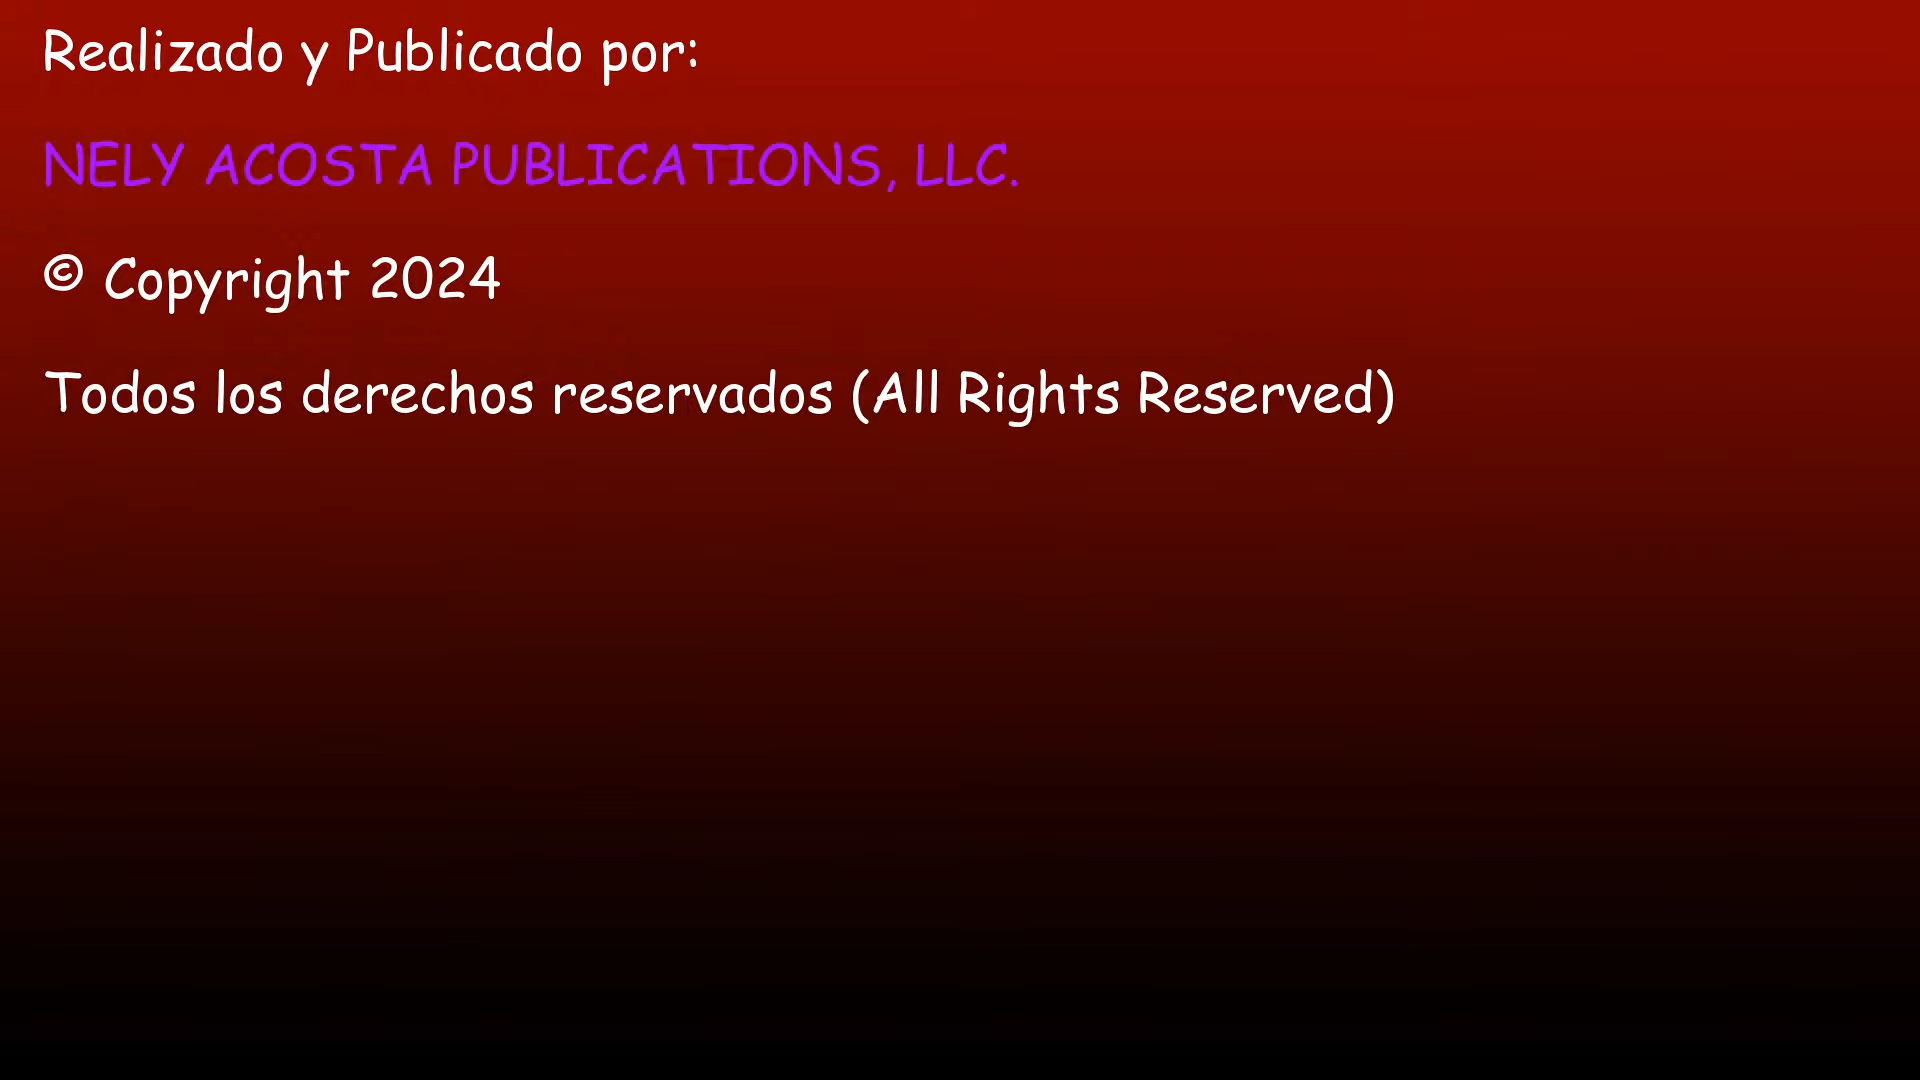 Realizado y Publicado por:
NELY ACOSTA PUBLICATIONS, LLC.
© Copyright 2024
Todos los derechos reservados (All Rights Reserved)